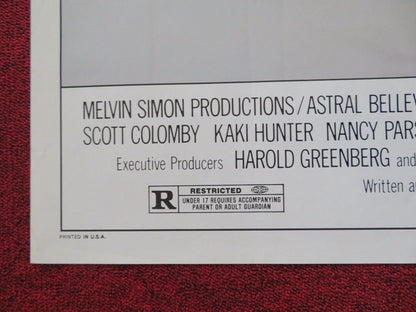 MELVIN SIMON PRODUCTIONS/ASTRAL BELLEV
SCOTT COLOMBY KAKI HUNTER NANCY PARS
Executive Producers HAROLD GREENBERG and
Written a
R RESTRICTED
UNDER 17 REQUIRES ACCOMPANYING
PARENT OR ADULT GUARDIAN
PRINTED IN U.S.A.